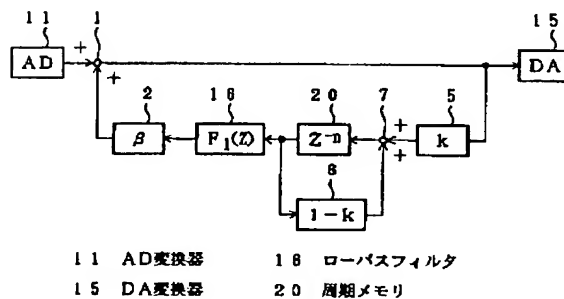 11 1 15
AD + + DA
2 18 20 7 5
β F₁(Z) Z⁻ⁿ + + k
8
1-k
11 AD変換器 18 ローパスフィルタ
15 DA変換器 20 周期メモリ